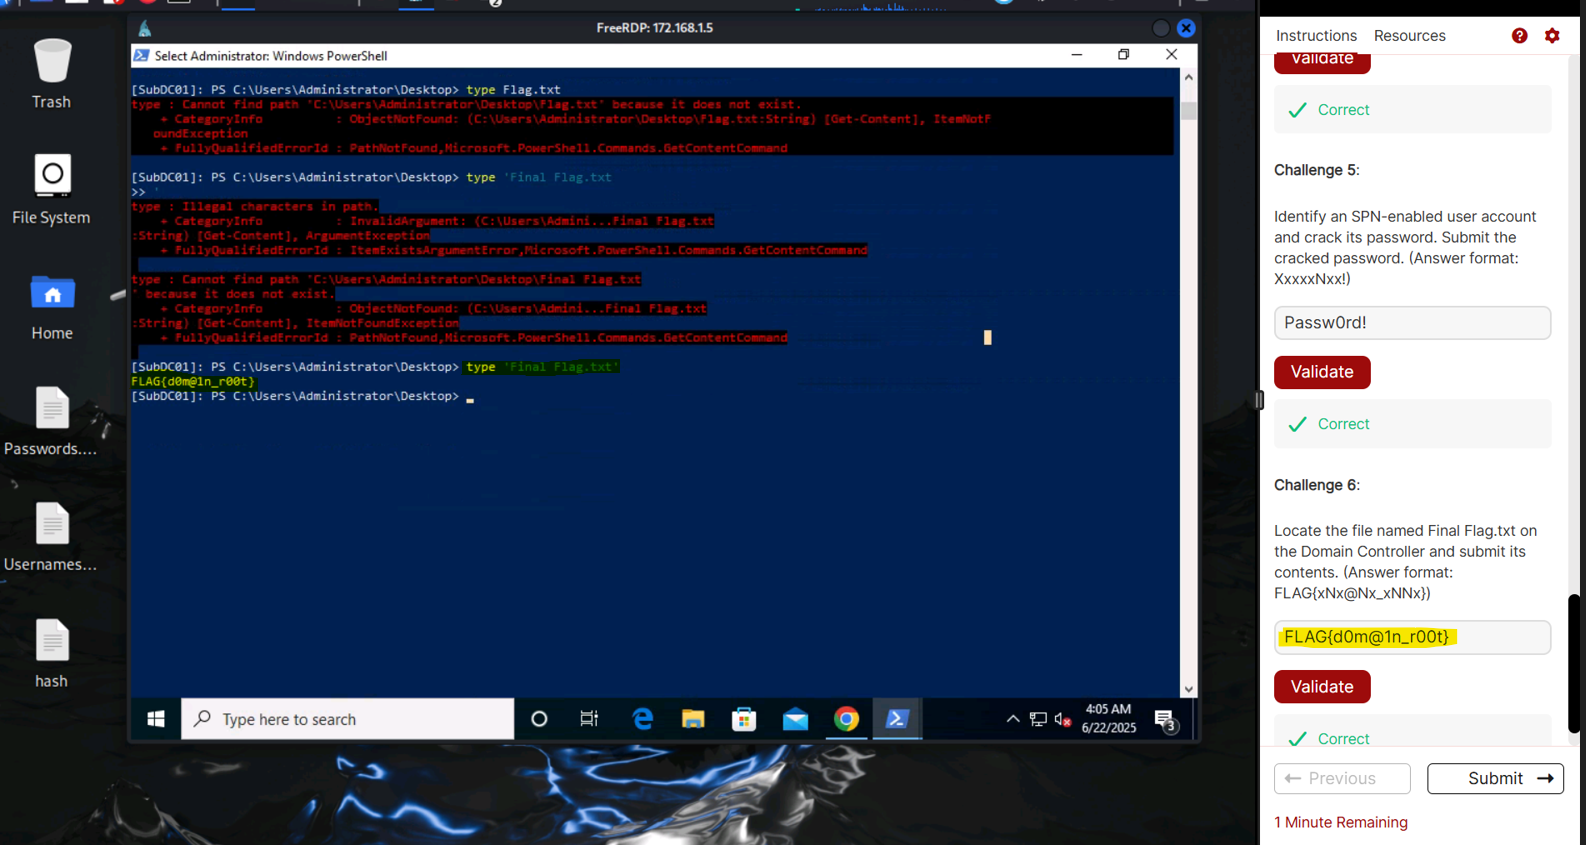 2
FreeRDP: 172.168.1.5
Trash
File System
Home
Passwords....
Usernames...
hash
Select Administrator: Windows PowerShell
[SubDC01]: PS C:\Users\Administrator\Desktop> type Flag.txt
type : Cannot find path 'C:\Users\Administrator\Desktop\Flag.txt' because it does not exist.
+ CategoryInfo : ObjectNotFound: (C:\Users\Administrator\Desktop\Flag.txt:String) [Get-Content], ItemNotF
oundException
+ FullyQualifiedErrorId : PathNotFound,Microsoft.PowerShell.Commands.GetContentCommand
[SubDC01]: PS C:\Users\Administrator\Desktop> type 'Final Flag.txt
>> '
type : Illegal characters in path.
+ CategoryInfo : InvalidArgument: (C:\Users\Admini...Final Flag.txt
:String) [Get-Content], ArgumentException
+ FullyQualifiedErrorId : ItemExistsArgumentError,Microsoft.PowerShell.Commands.GetContentCommand
type : Cannot find path 'C:\Users\Administrator\Desktop\Final Flag.txt
' because it does not exist.
+ CategoryInfo : ObjectNotFound: (C:\Users\Admini...Final Flag.txt
:String) [Get-Content], ItemNotFoundException
+ FullyQualifiedErrorId : PathNotFound,Microsoft.PowerShell.Commands.GetContentCommand
[SubDC01]: PS C:\Users\Administrator\Desktop> type 'Final Flag.txt'
FLAG{d0m@1n_r00t}
[SubDC01]: PS C:\Users\Administrator\Desktop>
Type here to search
4:05 AM
6/22/2025
3
Instructions Resources
Validate
Correct
Challenge 5:
Identify an SPN-enabled user account
and crack its password. Submit the
cracked password. (Answer format:
XxxxxNxx!)
Passw0rd!
Validate
Correct
Challenge 6:
Locate the file named Final Flag.txt on
the Domain Controller and submit its
contents. (Answer format:
FLAG{xNx@Nx_xNNx})
FLAG{d0m@1n_r00t}
Validate
Correct
← Previous
Submit →
1 Minute Remaining